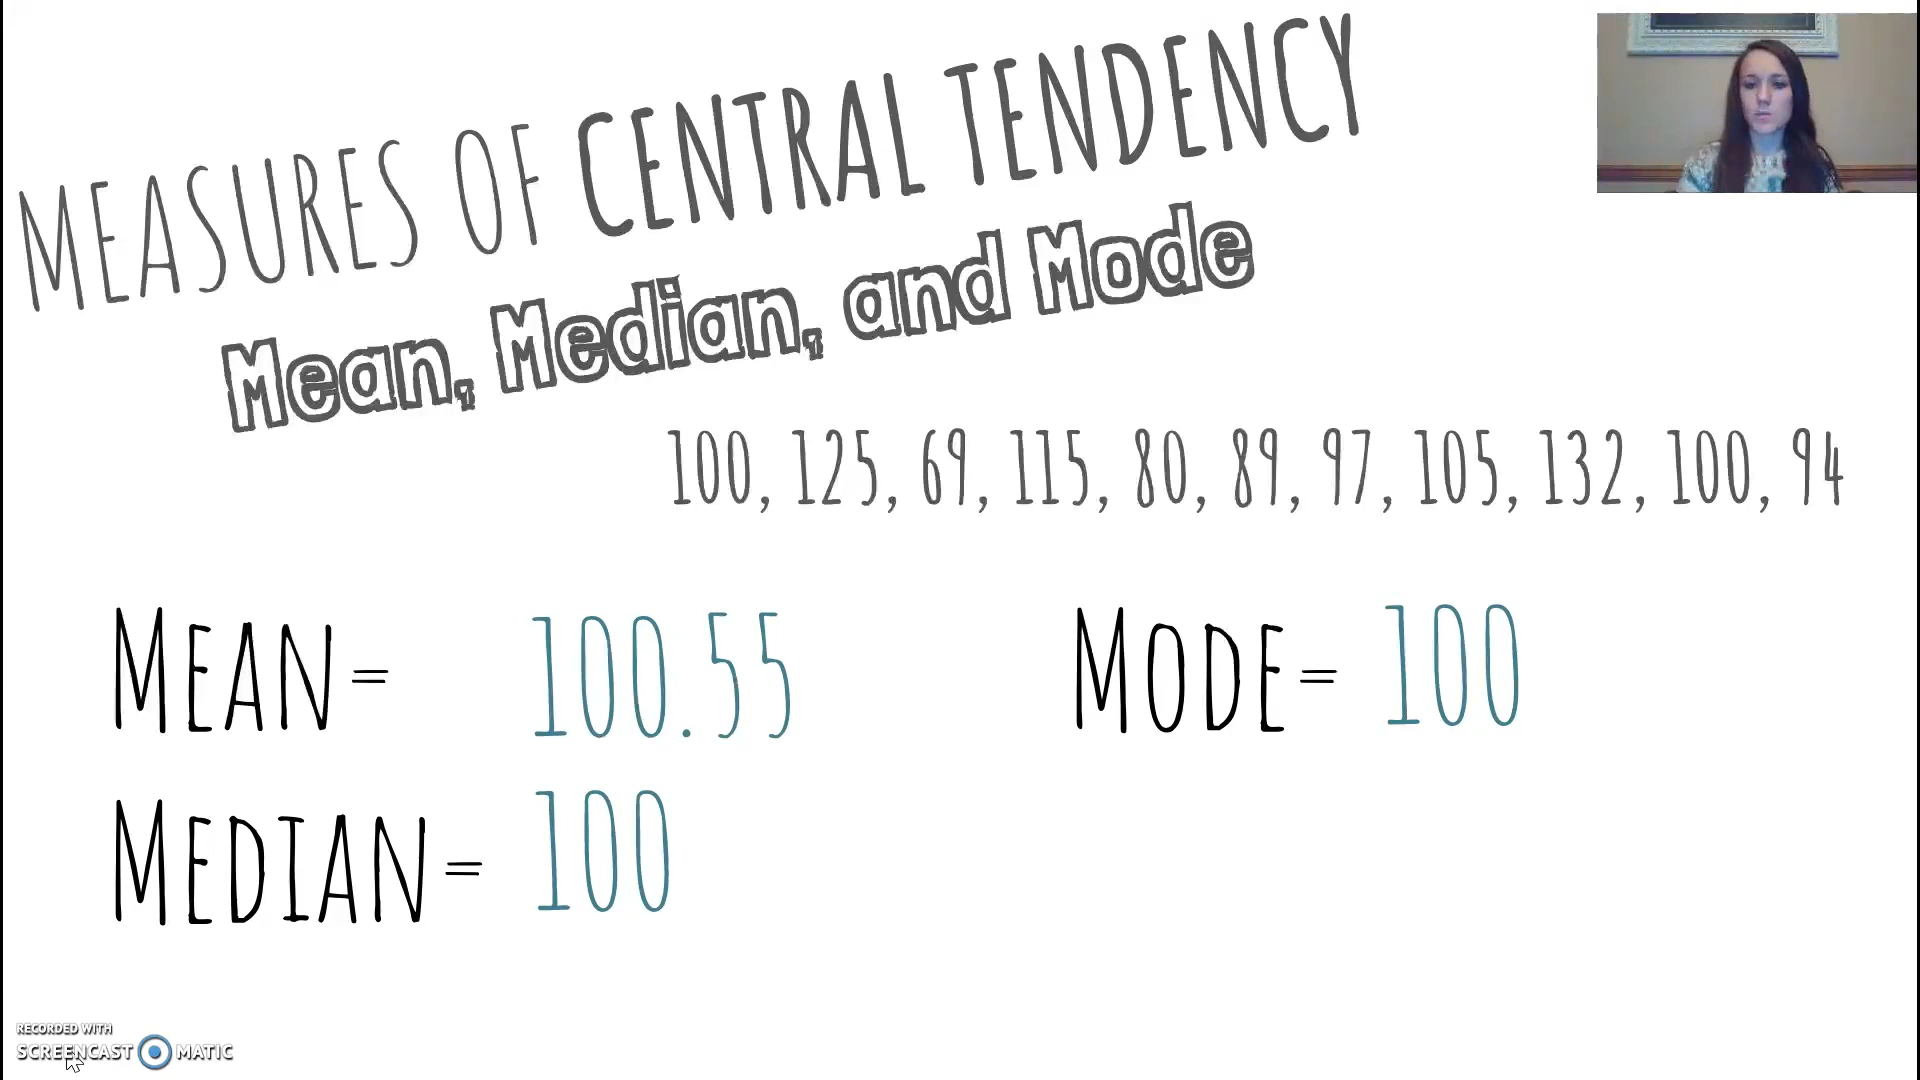 MEASURES OF CENTRAL TENDENCY
Mean, Median, and Mode
100, 125, 69, 115, 80, 89, 97, 105, 132, 100, 94
MEAN= 100.55
MODE= 100
MEDIAN= 100
RECORDED WITH
SCREENCAST MATIC